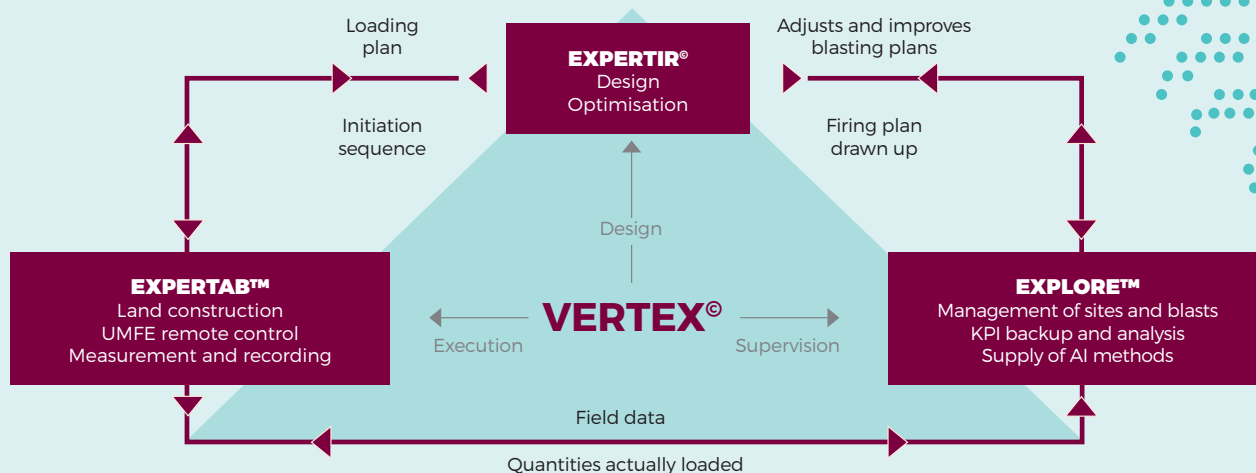 Loading
plan
Initiation
sequence
EXPERTIR©
Design
Optimisation
Adjusts and improves
blasting plans
Firing plan
drawn up
Design
EXPERTAB™
Land construction
UMFE remote control
Measurement and recording
VERTEX©
Execution
Supervision
EXPLORE™
Management of sites and blasts
KPI backup and analysis
Supply of AI methods
Field data
Quantities actually loaded